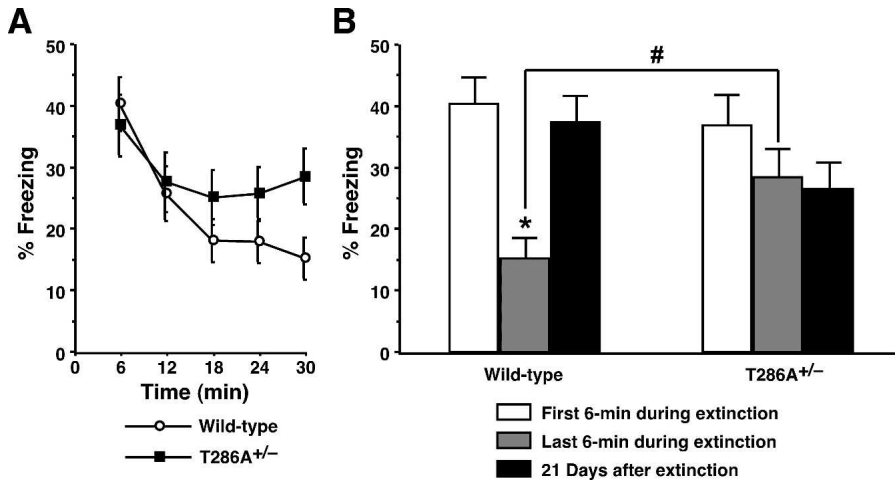 A
50
40
30
20
10
0
% Freezing
0 6 12 18 24 30
Time (min)
Wild-type
T286A+/–
B
50
40
30
20
10
0
% Freezing
#
*
Wild-type
T286A+/–
First 6-min during extinction
Last 6-min during extinction
21 Days after extinction